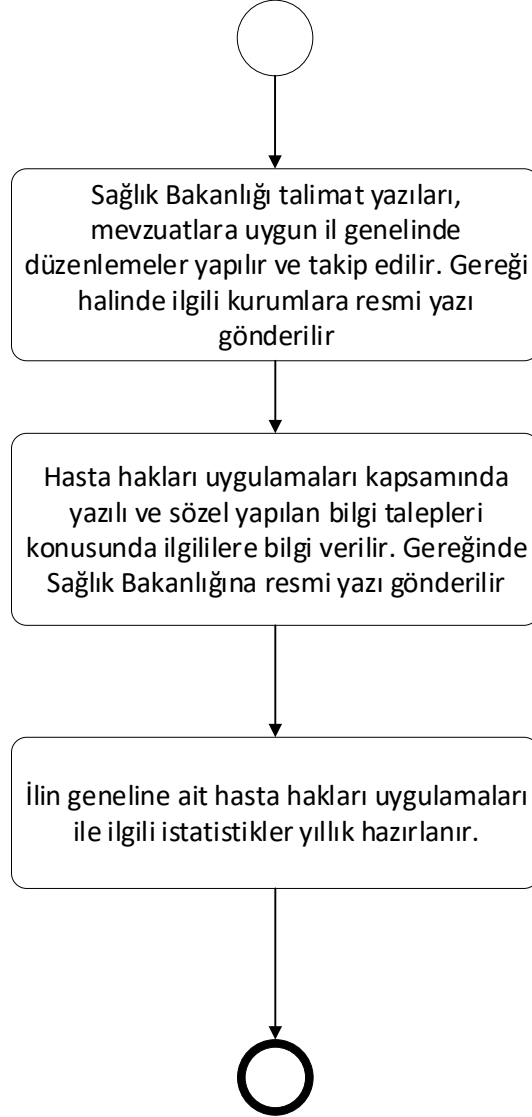 Sağlık Bakanlığı talimat yazıları,
mevzuatlara uygun il genelinde
düzenlemeler yapılır ve takip edilir. Gereği
halinde ilgili kurumlara resmi yazı
gönderilir
Hasta hakları uygulamaları kapsamında
yazılı ve sözel yapılan bilgi talepleri
konusunda ilgililere bilgi verilir. Gereğinde
Sağlık Bakanlığına resmi yazı gönderilir
İlin geneline ait hasta hakları uygulamaları
ile ilgili istatistikler yıllık hazırlanır.